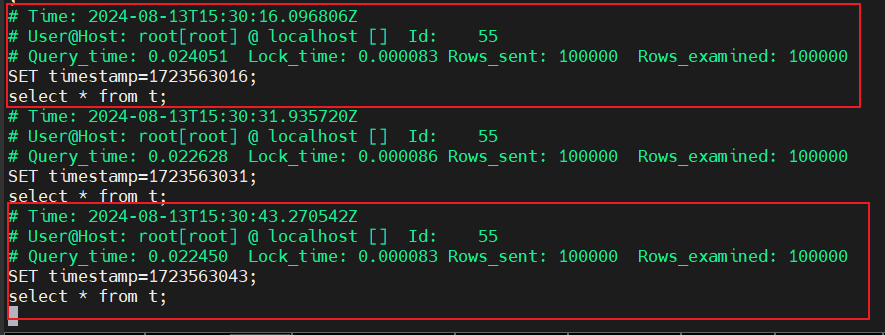 # Time: 2024-08-13T15:30:16.096806Z
# User@Host: root[root] @ localhost []  Id:    55
# Query_time: 0.024051  Lock_time: 0.000083 Rows_sent: 100000  Rows_examined: 100000
SET timestamp=1723563016;
select * from t;
# Time: 2024-08-13T15:30:31.935720Z
# User@Host: root[root] @ localhost []  Id:    55
# Query_time: 0.022628  Lock_time: 0.000086 Rows_sent: 100000  Rows_examined: 100000
SET timestamp=1723563031;
select * from t;
# Time: 2024-08-13T15:30:43.270542Z
# User@Host: root[root] @ localhost []  Id:    55
# Query_time: 0.022450  Lock_time: 0.000083 Rows_sent: 100000  Rows_examined: 100000
SET timestamp=1723563043;
select * from t;